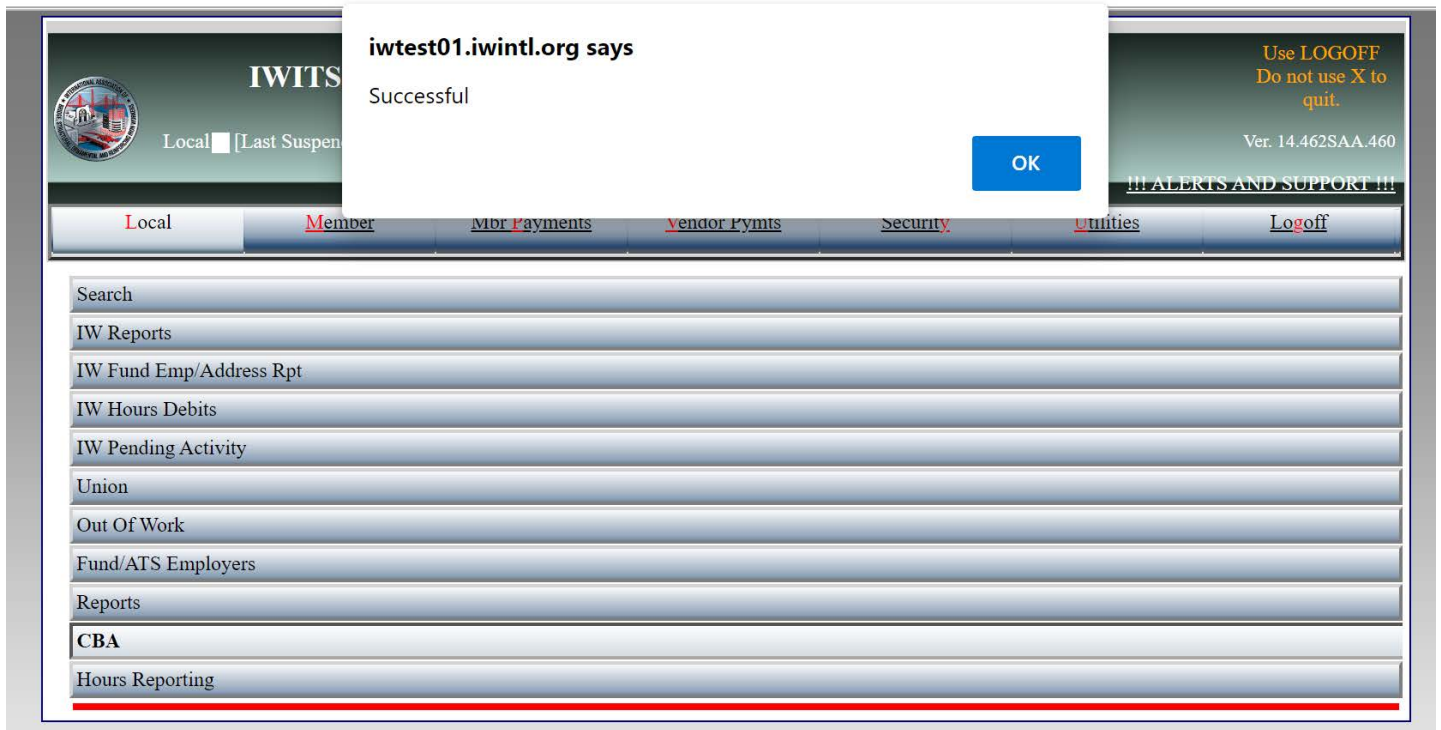 iwtest01.iwintl.org says
Successful
OK
IWITS
Local [Last Suspen
Use LOGOFF
Do not use X to
quit.
Ver. 14.462SAA.460
!!! ALERTS AND SUPPORT !!!
Local Member Mbr Payments Vendor Pymts Security Utilities Logoff
Search
IW Reports
IW Fund Emp/Address Rpt
IW Hours Debits
IW Pending Activity
Union
Out Of Work
Fund/ATS Employers
Reports
CBA
Hours Reporting